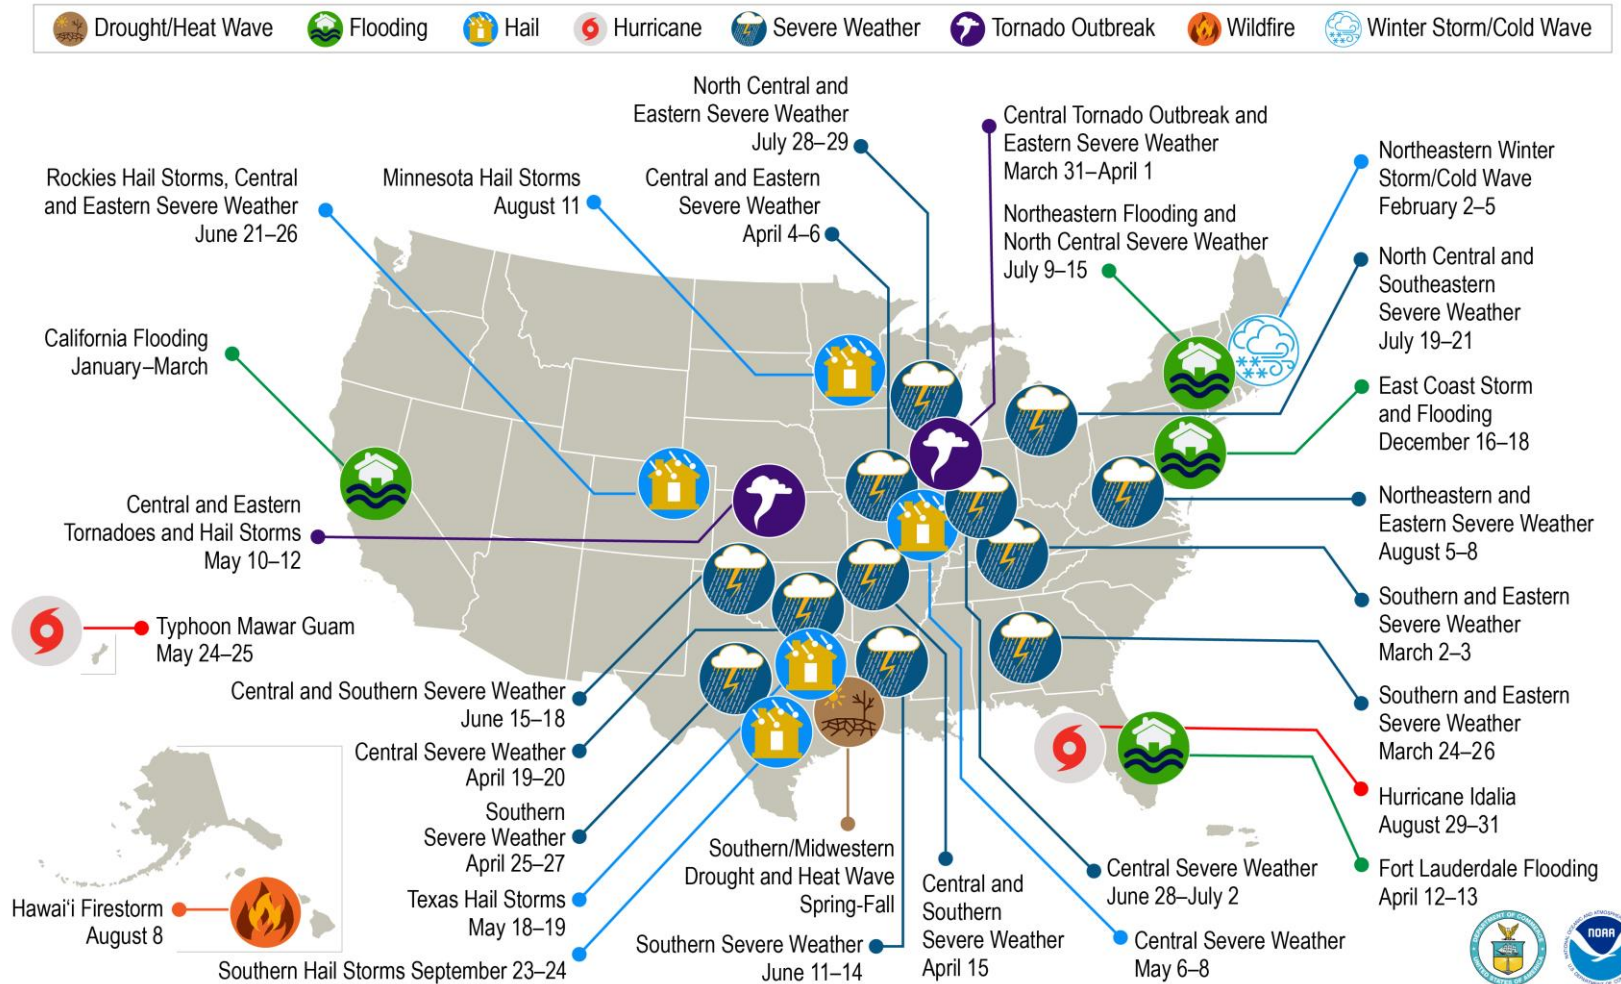 Drought/Heat Wave
Flooding
Hail
Hurricane
Severe Weather
Tornado Outbreak
Wildfire
Winter Storm/Cold Wave
North Central and
Eastern Severe Weather
July 28–29
Central Tornado Outbreak and
Eastern Severe Weather
March 31–April 1
Northeastern Winter
Storm/Cold Wave
February 2–5
Rockies Hail Storms, Central
and Eastern Severe Weather
June 21–26
Minnesota Hail Storms
August 11
Central and Eastern
Severe Weather
April 4–6
Northeastern Flooding and
North Central Severe Weather
July 9–15
North Central and
Southeastern
Severe Weather
July 19–21
California Flooding
January–March
East Coast Storm
and Flooding
December 16–18
Central and Eastern
Tornadoes and Hail Storms
May 10–12
Northeastern and
Eastern Severe Weather
August 5–8
Typhoon Mawar Guam
May 24–25
Southern and Eastern
Severe Weather
March 2–3
Central and Southern Severe Weather
June 15–18
Southern and Eastern
Severe Weather
March 24–26
Central Severe Weather
April 19–20
Hurricane Idalia
August 29–31
Southern
Severe Weather
April 25–27
Southern/Midwestern
Drought and Heat Wave
Spring-Fall
Central and
Southern
Severe Weather
April 15
Central Severe Weather
June 28–July 2
Fort Lauderdale Flooding
April 12–13
Hawai‘i Firestorm
August 8
Texas Hail Storms
May 18–19
Southern Severe Weather
June 11–14
Central Severe Weather
May 6–8
Southern Hail Storms September 23–24
DEPARTMENT OF COMMERCE
UNITED STATES OF AMERICA
NOAA